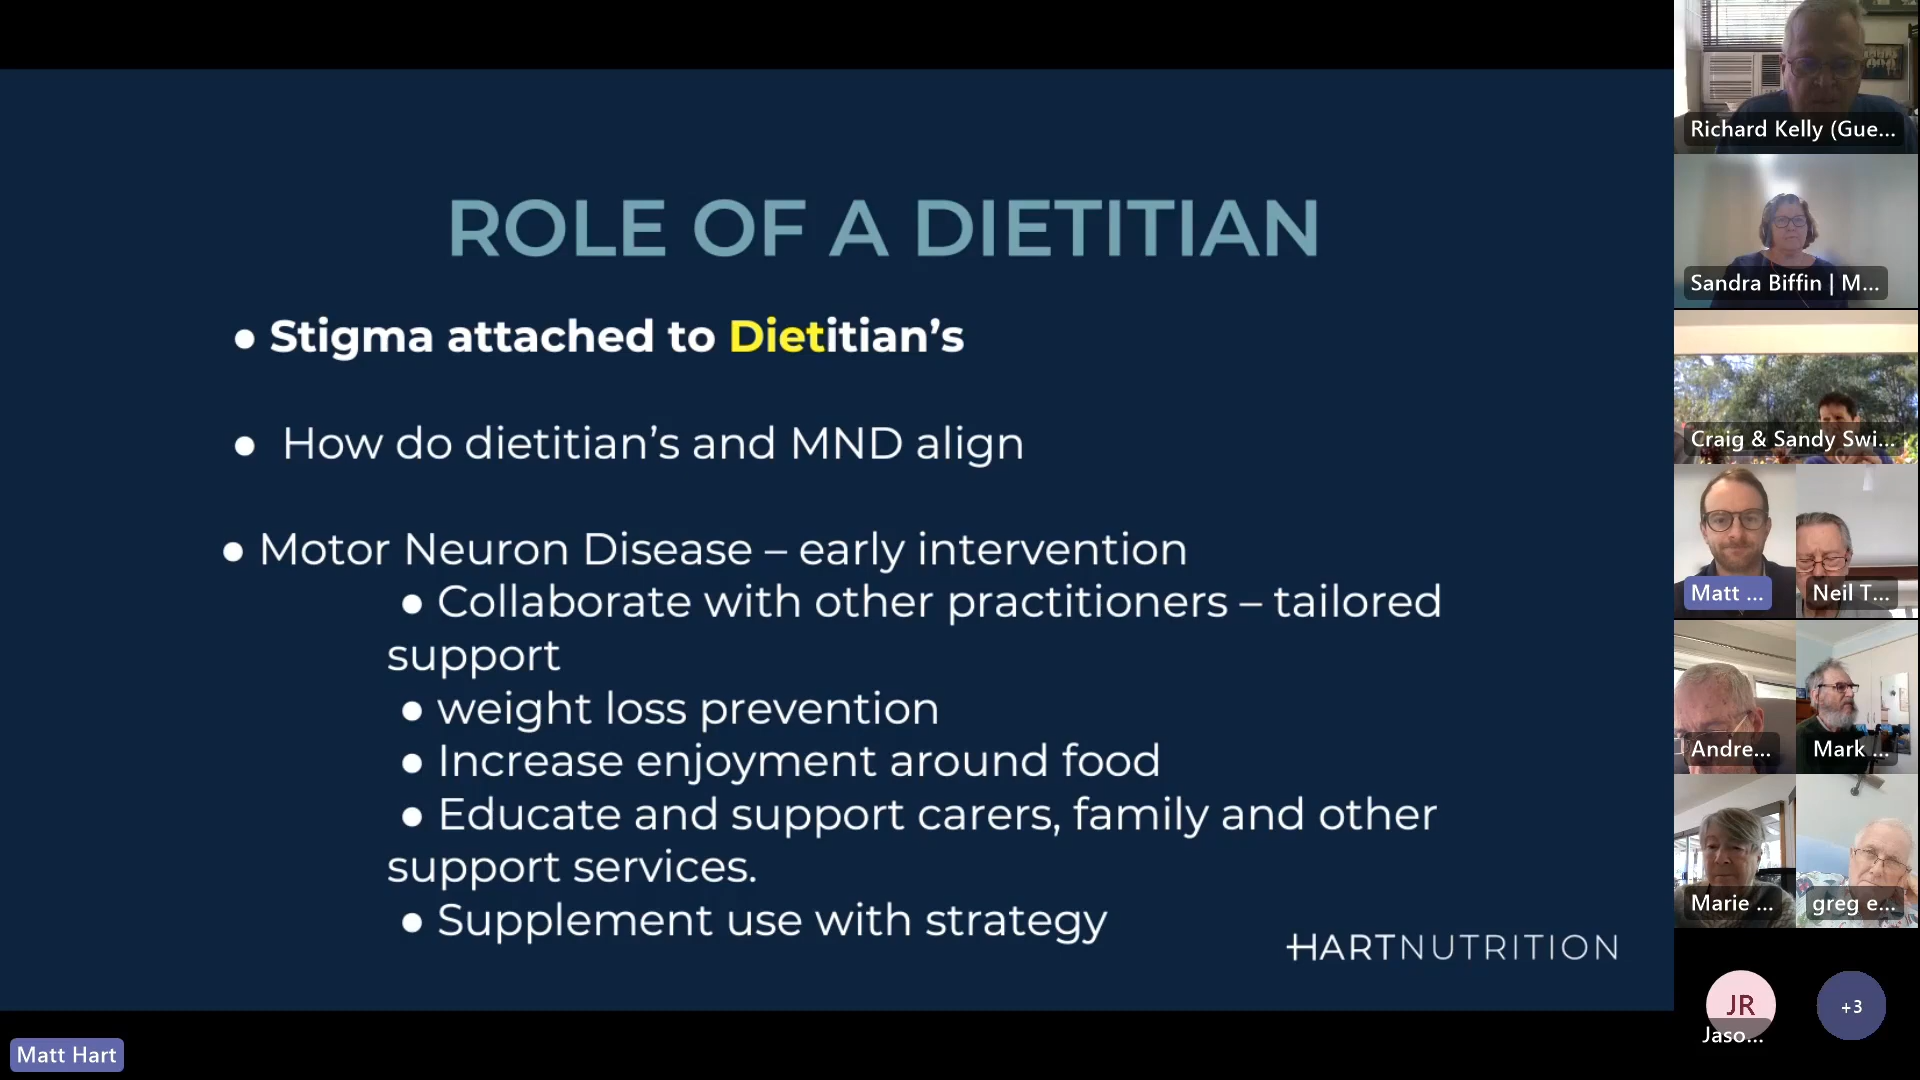 ROLE OF A DIETITIAN
● Stigma attached to Dietitian’s
● How do dietitian’s and MND align
● Motor Neuron Disease – early intervention
● Collaborate with other practitioners – tailored
support
● weight loss prevention
● Increase enjoyment around food
● Educate and support carers, family and other
support services.
● Supplement use with strategy
HARTNUTRITION
Matt Hart
Richard Kelly (Gue...
Sandra Biffin | M...
Craig & Sandy Swi...
Matt ...
Neil T...
Andre...
Mark ...
Marie ...
greg e...
JR
Jaso...
+3